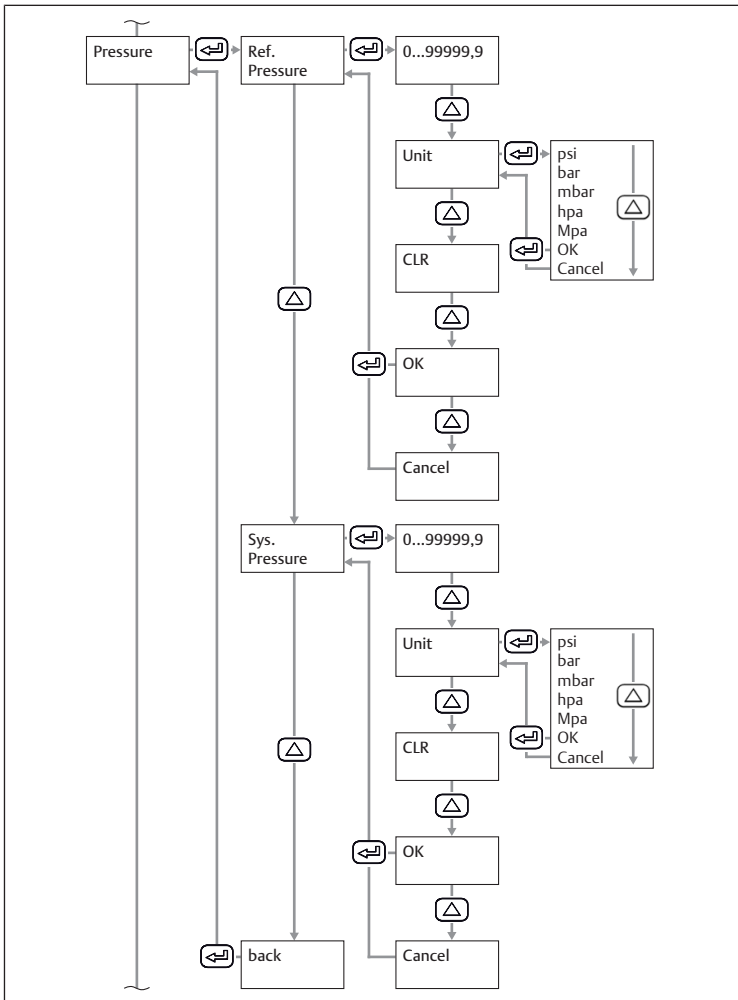 Pressure
Ref.
Pressure
0...99999,9
Unit
psi
bar
mbar
hpa
Mpa
OK
Cancel
CLR
OK
Cancel
Sys.
Pressure
0...99999,9
Unit
psi
bar
mbar
hpa
Mpa
OK
Cancel
CLR
OK
Cancel
back